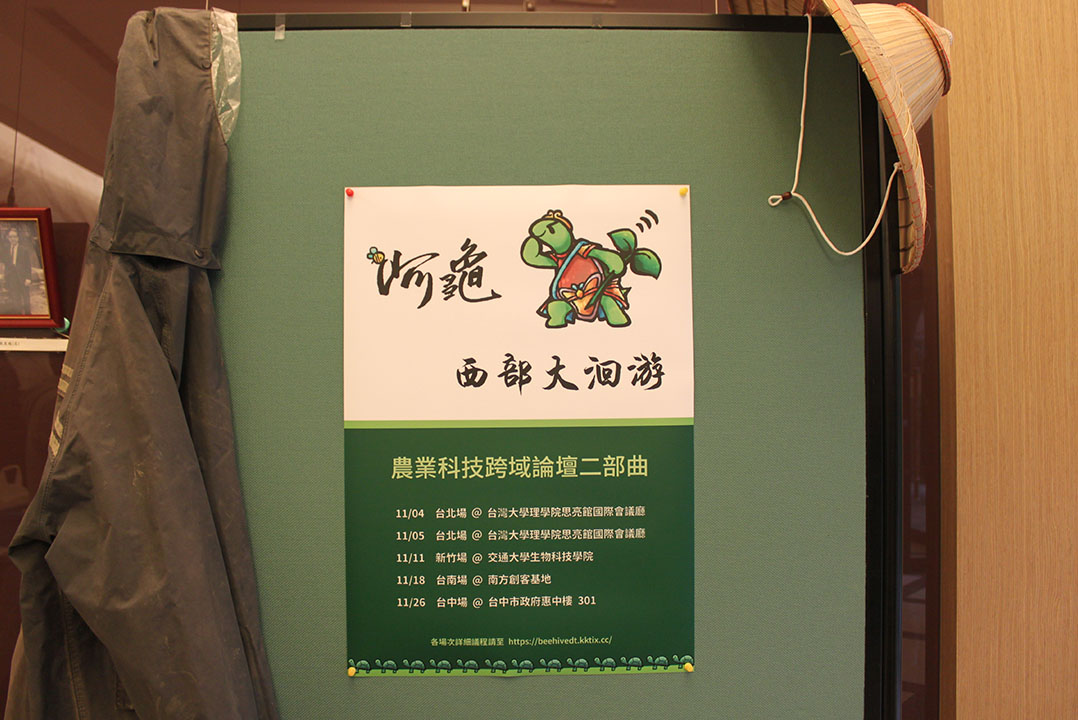 阿龜
西部大洄游
農業科技跨域論壇二部曲
11/04 台北場 @ 台灣大學理學院思亮館國際會議廳
11/05 台北場 @ 台灣大學理學院思亮館國際會議廳
11/11 新竹場 @ 交通大學生物科技學院
11/18 台南場 @ 南方創客基地
11/26 台中場 @ 台中市政府惠中樓 301
各場次詳細議程請至 https://beehivedt.kktix.cc/